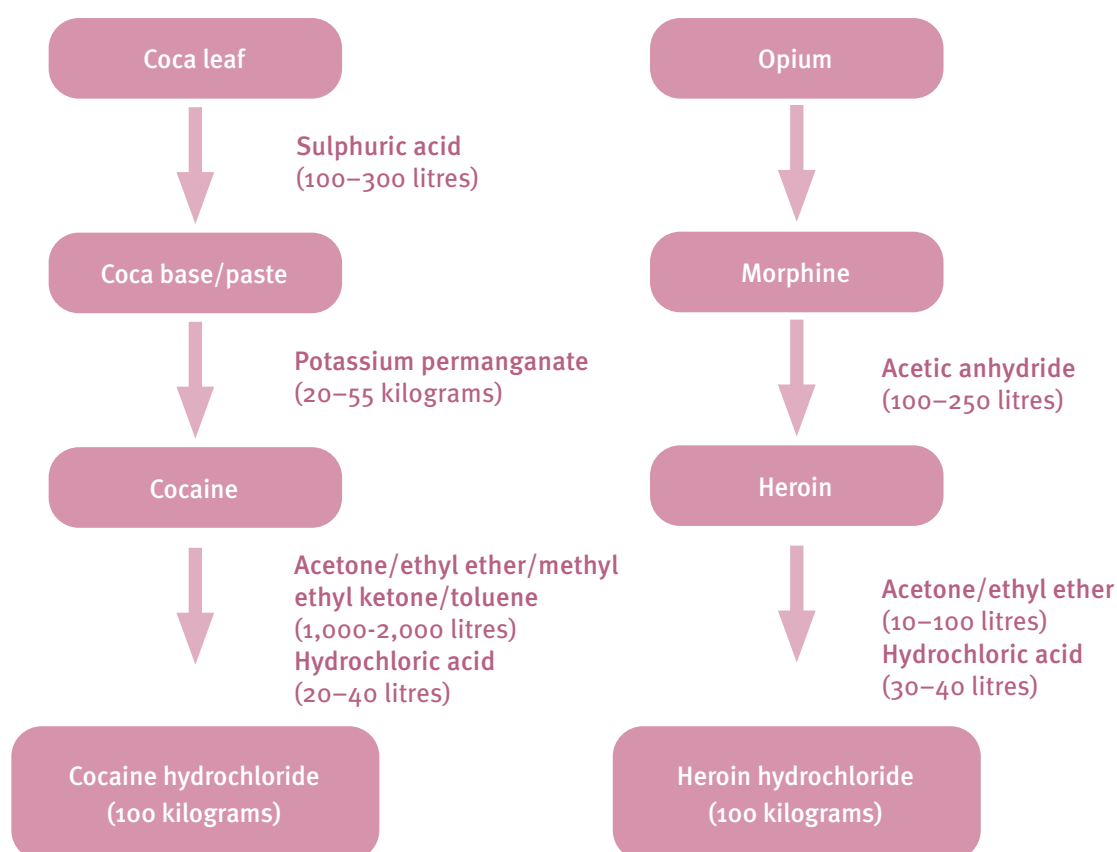 Coca leaf
Sulphuric acid
(100–300 litres)
Coca base/paste
Potassium permanganate
(20–55 kilograms)
Cocaine
Acetone/ethyl ether/methyl
ethyl ketone/toluene
(1,000-2,000 litres)
Hydrochloric acid
(20–40 litres)
Cocaine hydrochloride
(100 kilograms)
Opium
Morphine
Acetic anhydride
(100–250 litres)
Heroin
Acetone/ethyl ether
(10–100 litres)
Hydrochloric acid
(30–40 litres)
Heroin hydrochloride
(100 kilograms)